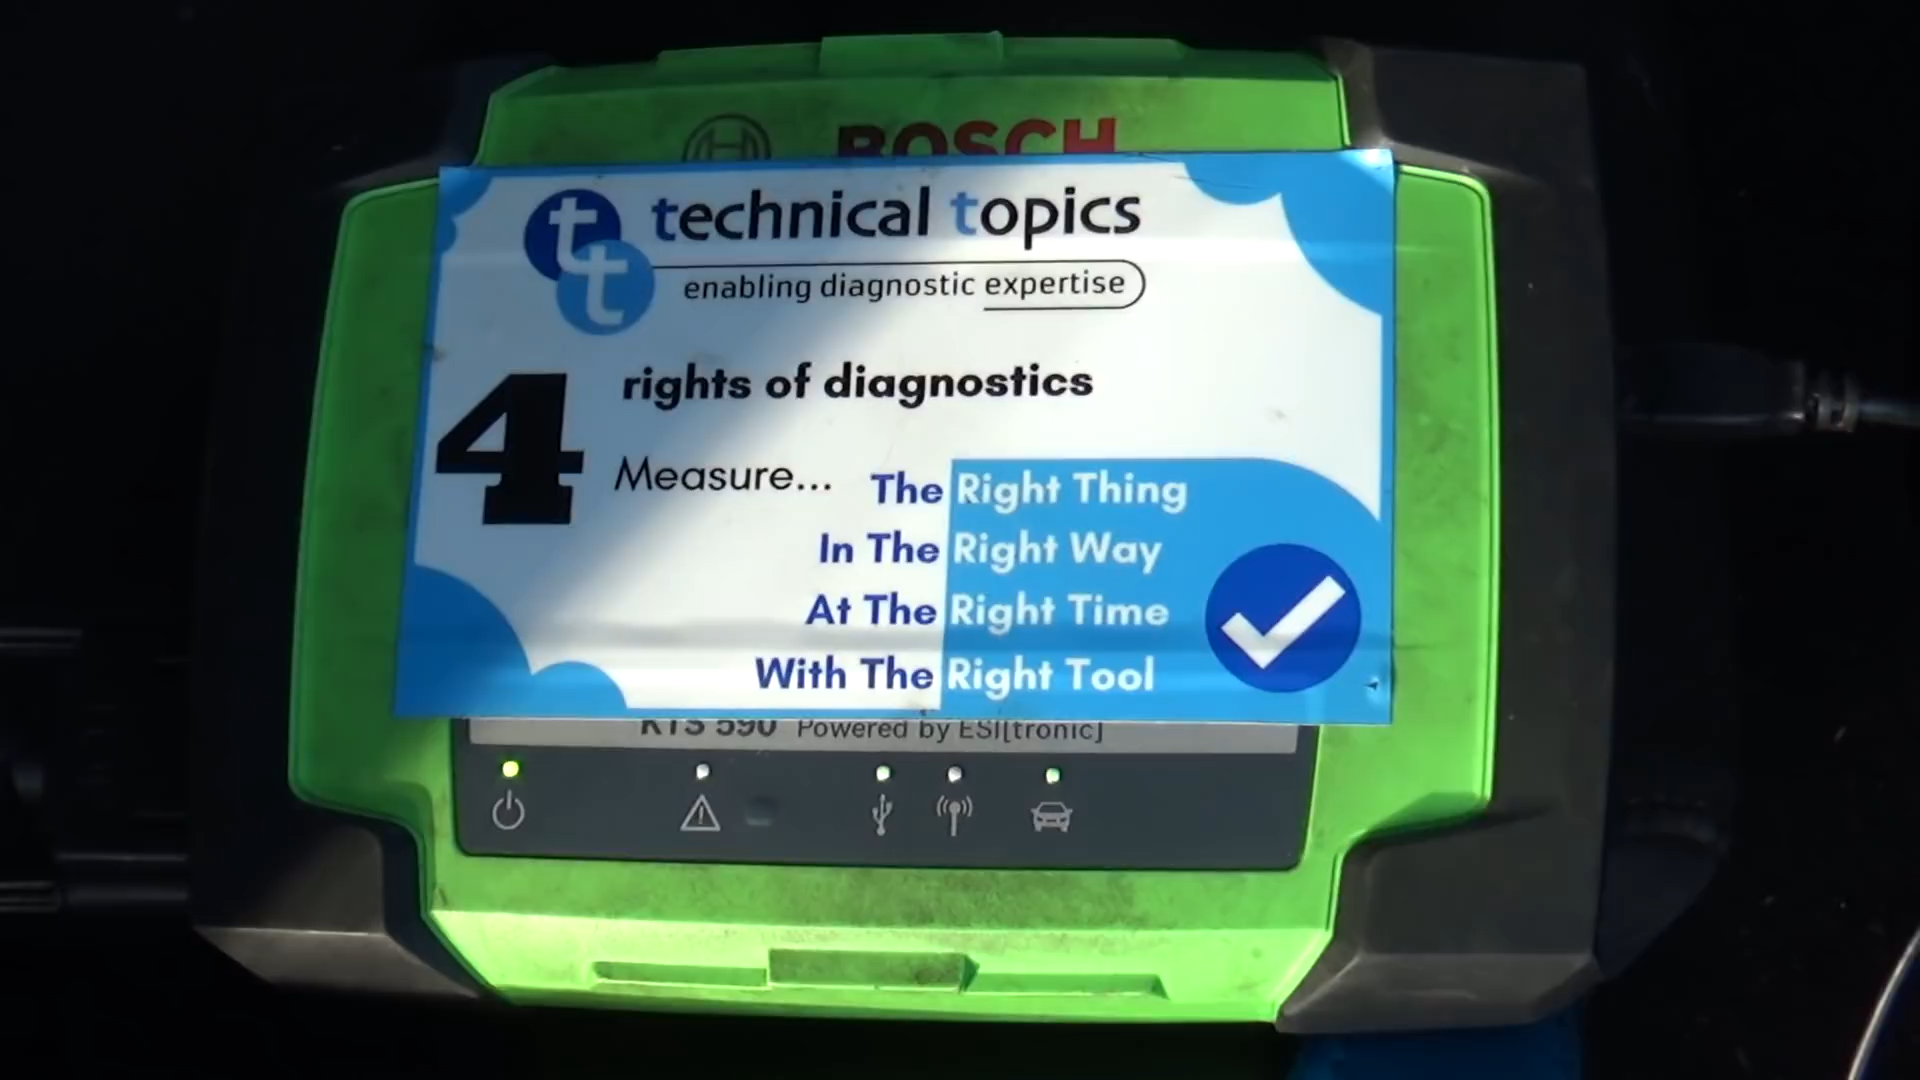 BOSCH
technical topics
enabling diagnostic expertise
4 rights of diagnostics
Measure... The Right Thing
In The Right Way
At The Right Time
With The Right Tool
KTS 590 Powered by ESI[tronic]